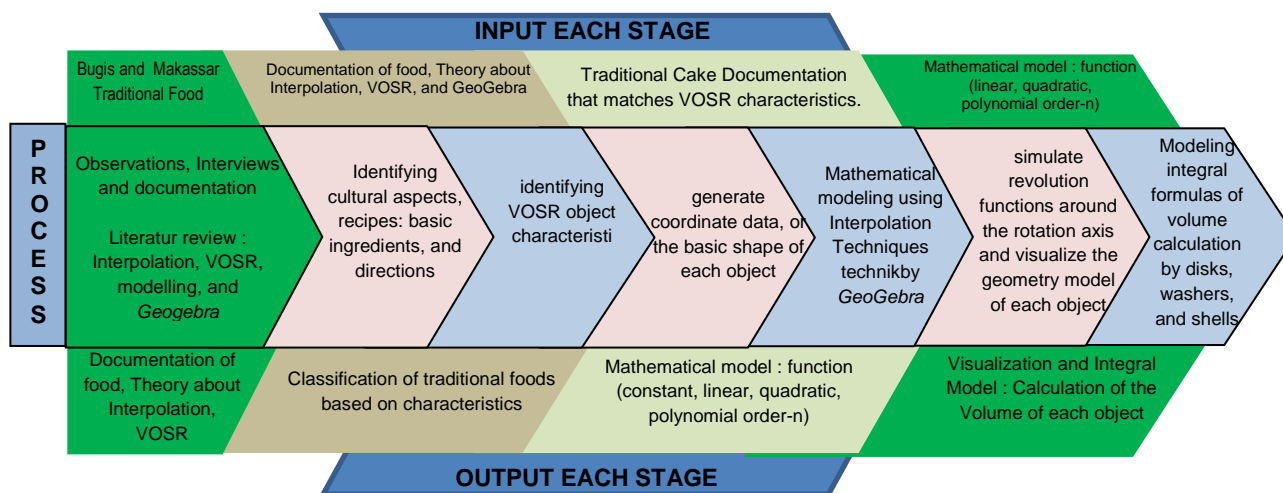 INPUT EACH STAGE
Bugis and Makassar
Traditional Food
Documentation of food, Theory about
Interpolation, VOSR, and GeoGebra
Traditional Cake Documentation
that matches VOSR characteristics.
Mathematical model : function
(linear, quadratic,
polynomial order-n)
PROCESS
Observations, Interviews
and documentation
Literatur review :
Interpolation, VOSR,
modelling, and
Geogebra
Identifying
cultural aspects,
recipes: basic
ingredients, and
directions
identifying
VOSR object
characteristi
generate
coordinate data, or
the basic shape of
each object
Mathematical
modeling using
Interpolation
Techniques
technikby
GeoGebra
simulate
revolution
functions around
the rotation axis
and visualize the
geometry model
of each object
Modeling
integral
formulas of
volume
calculation
by disks,
washers,
and shells
Documentation of
food, Theory about
Interpolation,
VOSR
Classification of traditional foods
based on characteristics
Mathematical model : function
(constant, linear, quadratic,
polynomial order-n)
Visualization and Integral
Model : Calculation of the
Volume of each object
OUTPUT EACH STAGE